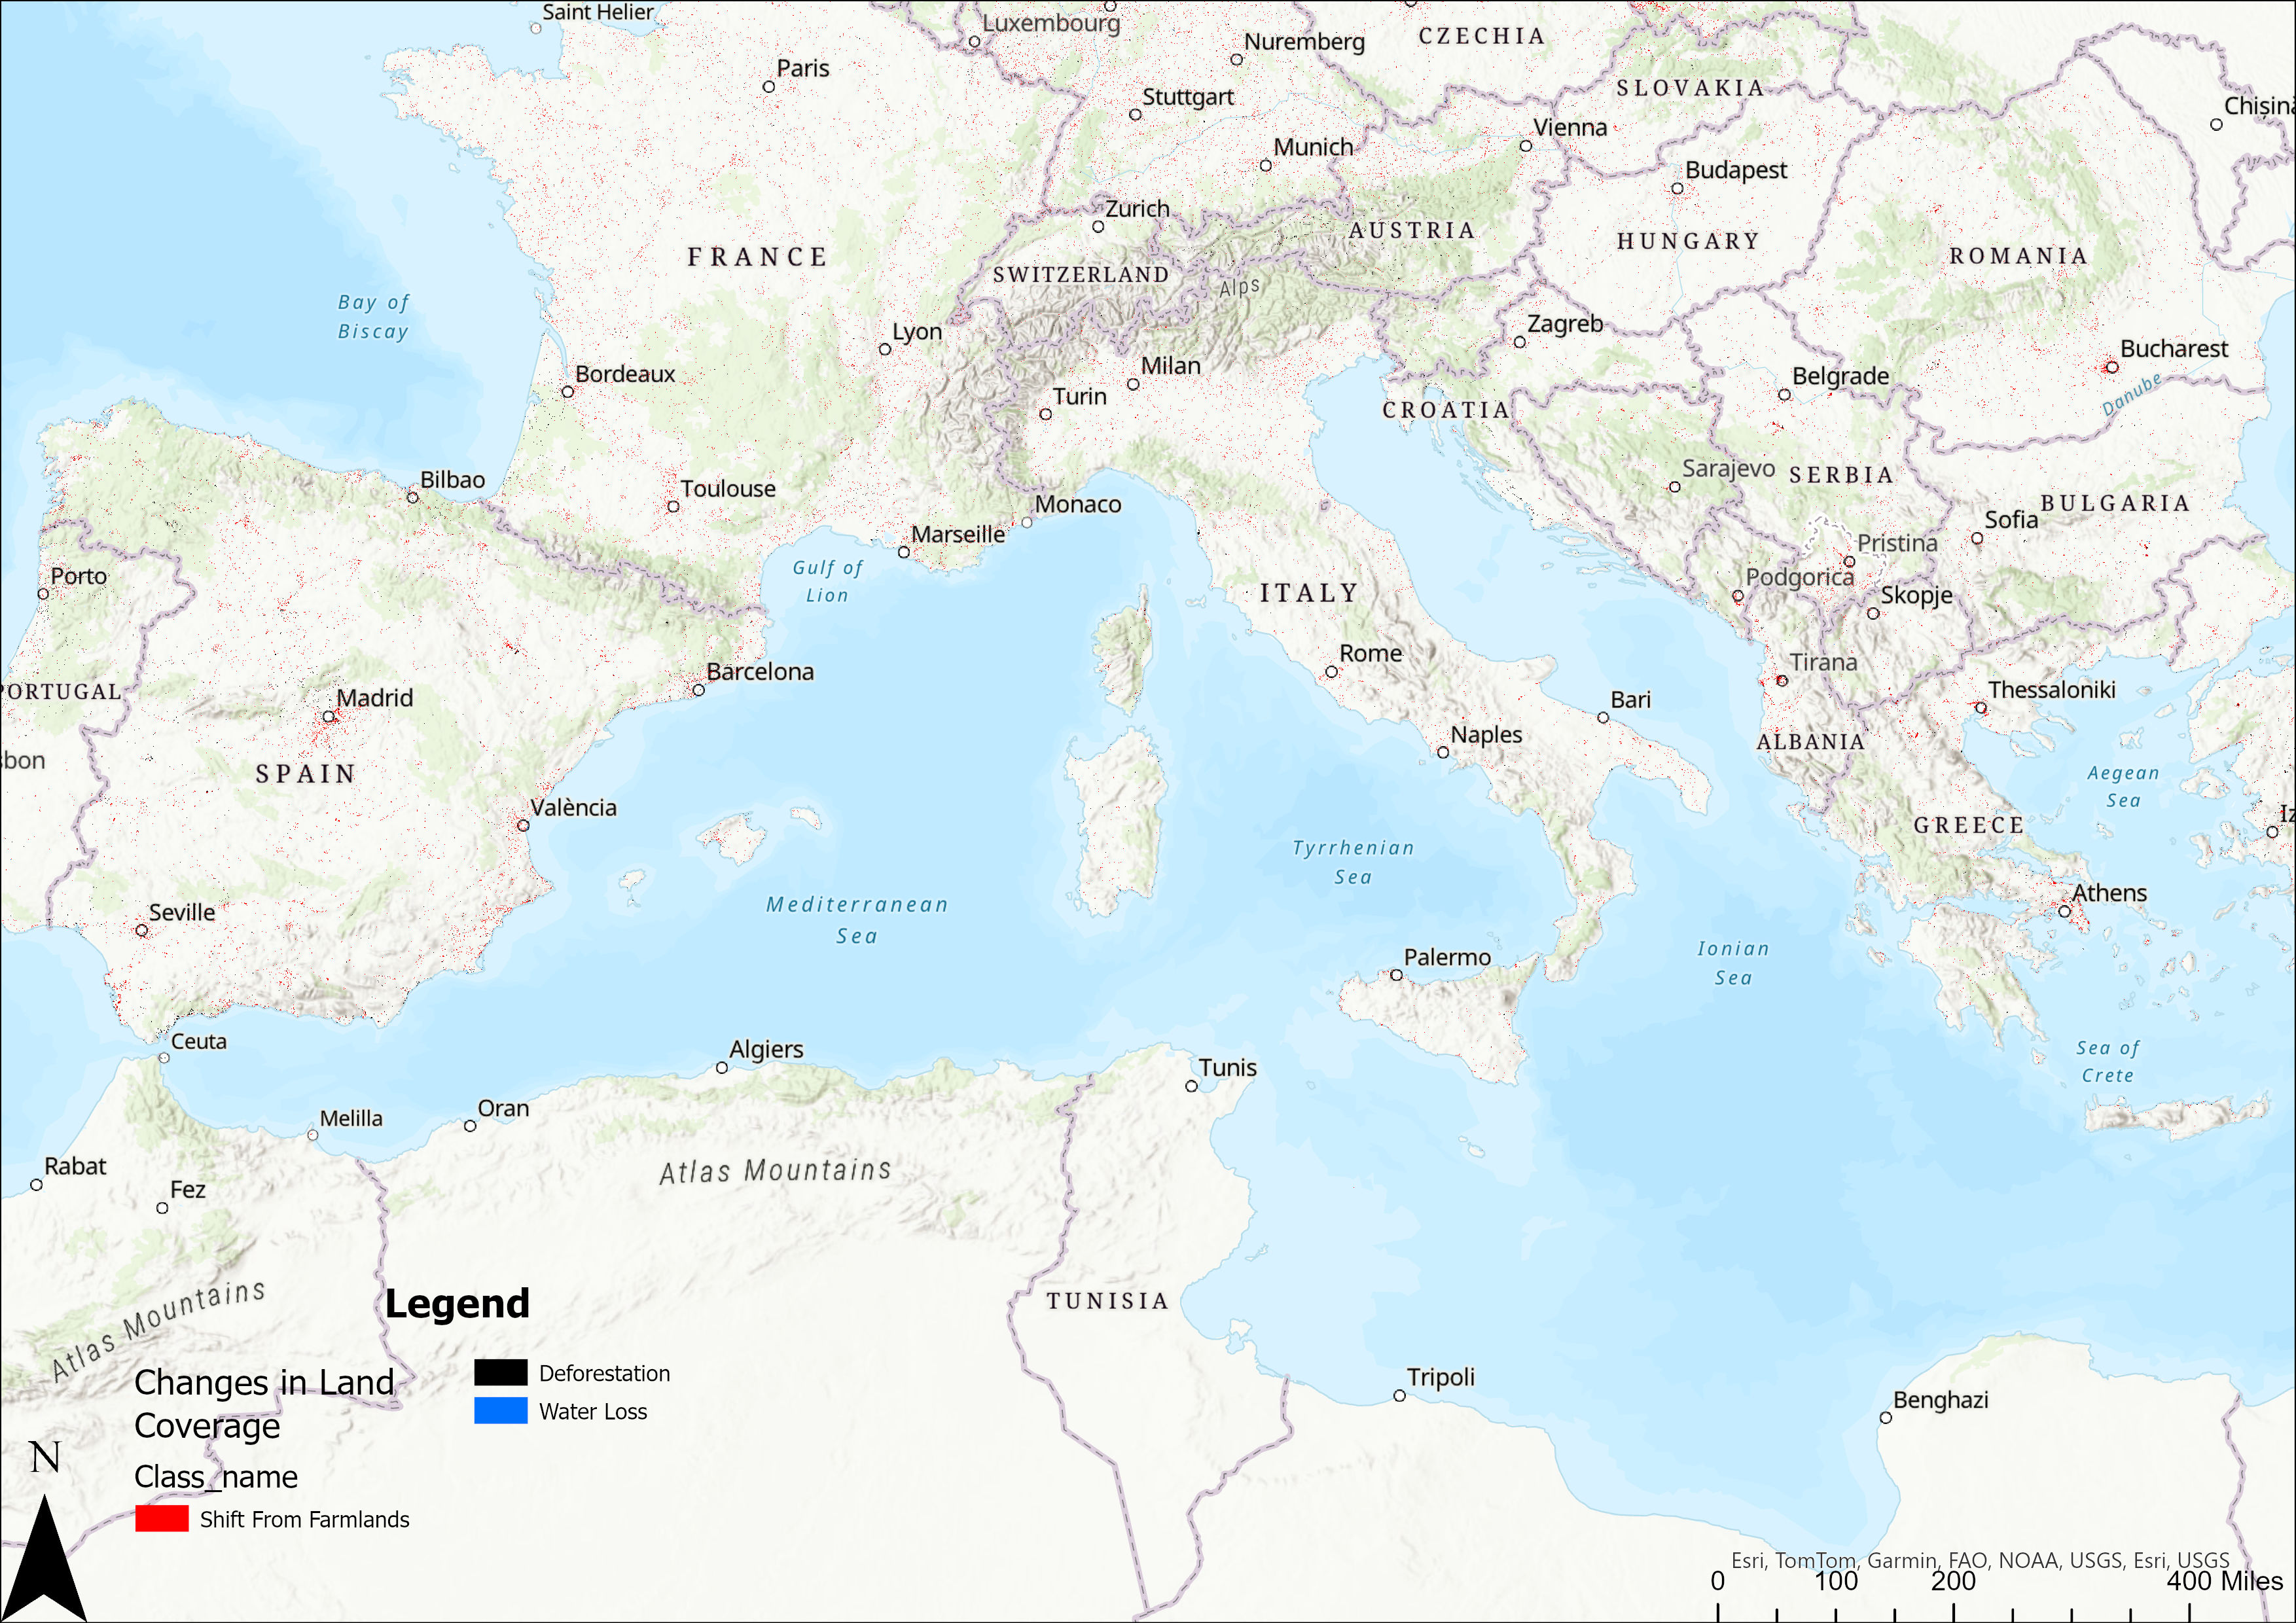 Saint Helier
Luxembourg
CZECHIA
Nuremberg
Paris
SLOVAKIA
Stuttgart
Vienna
Munich
Budapest
Zurich
AUSTRIA
HUNGARY
FRANCE
ROMANIA
SWITZERLAND
Alps
Bay of
Biscay
Zagreb
Lyon
Bucharest
Milan
Bordeaux
Belgrade
Danube
Turin
CROATIA
Sarajevo
SERBIA
Bilbao
Toulouse
Monaco
BULGARIA
Sofia
Marseille
Pristina
Gulf of
Lion
Podgorica
Porto
ITALY
Skopje
Rome
Tirana
Barcelona
PORTUGAL
Madrid
Thessaloniki
Bari
Naples
ALBANIA
SPAIN
Aegean
Sea
València
GREECE
Tyrrhenian
Sea
Athens
Mediterranean
Sea
Seville
Ionian
Sea
Palermo
Ceuta
Algiers
Sea of
Crete
Tunis
Oran
Melilla
Rabat
Atlas Mountains
Fez
Atlas Mountains
TUNISIA
Legend
Changes in Land
Coverage
Class_name
Shift From Farmlands
Deforestation
Water Loss
Tripoli
Benghazi
N
Esri, TomTom, Garmin, FAO, NOAA, USGS, Esri, USGS
0 100 200 400 Miles